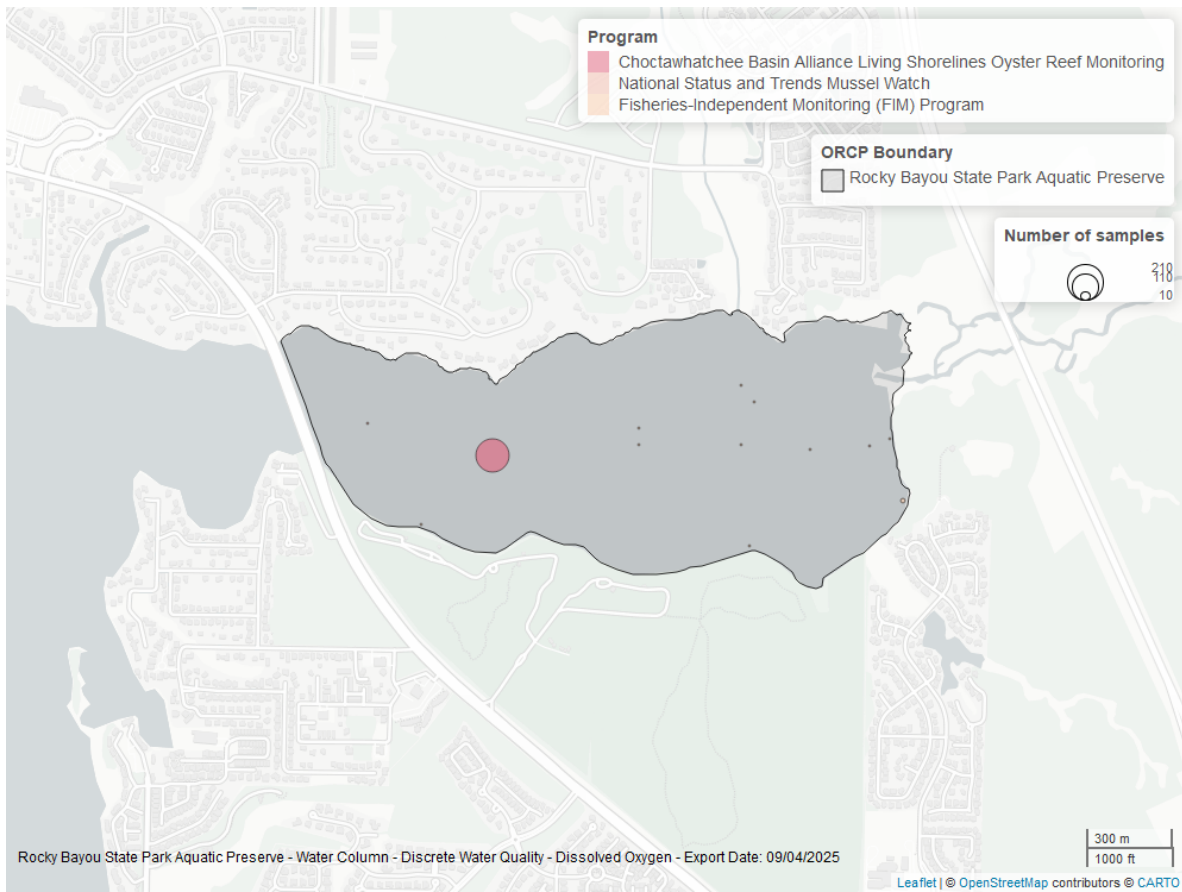 Program
Choctawhatchee Basin Alliance Living Shorelines Oyster Reef Monitoring
National Status and Trends Mussel Watch
Fisheries-Independent Monitoring (FIM) Program
ORCP Boundary
Rocky Bayou State Park Aquatic Preserve
Number of samples
210
110
10
300 m
1000 ft
Rocky Bayou State Park Aquatic Preserve - Water Column - Discrete Water Quality - Dissolved Oxygen - Export Date: 09/04/2025
Leaflet | © OpenStreetMap contributors © CARTO